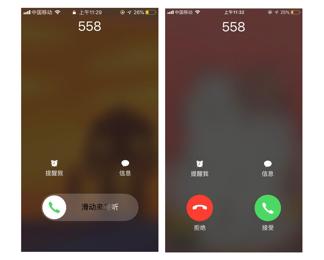 中国移动 上午11:29 26%
558
提醒我 信息
滑动来接听
中国移动 上午11:32 25%
558
提醒我 信息
拒绝 接受